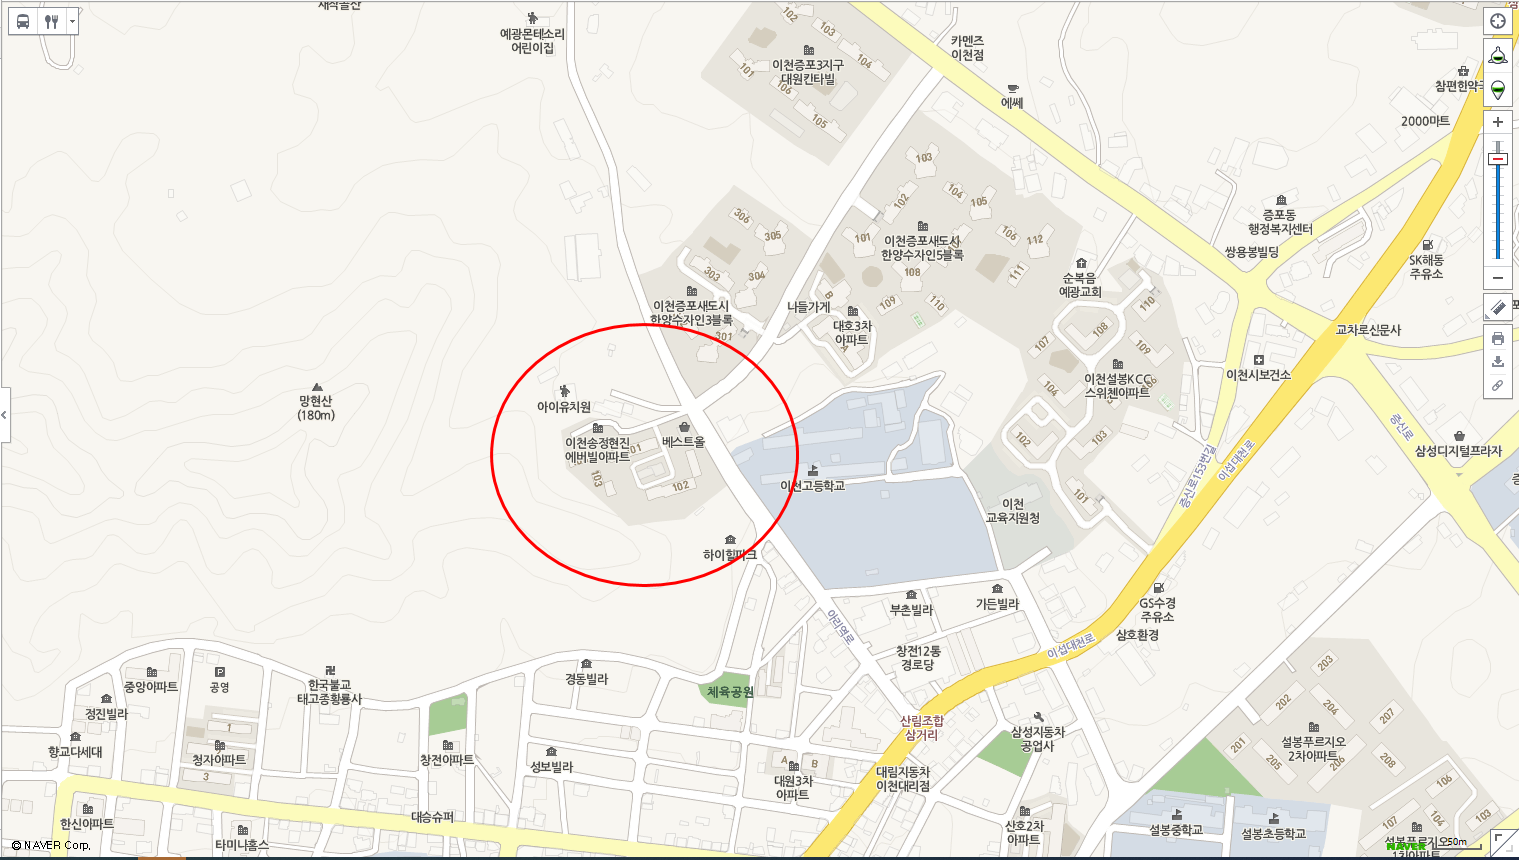 새작골산
예광몬테소리
어린이집
102
103
104
101
106
105
이천증포3지구
대원칸타빌
카멘즈
이천점
에쎄
참편한약국
2000마트
증포동
행정복지센터
쌍용봉빌딩
SK해동
주유소
103
102
104
105
101
106
112
111
108
109
110
이천증포새도시
한양수자인5블록
306
305
303
304
301
이천증포새도시
한양수자인3블록
나들가게
B
대호3차
아파트
A
순복음
예광교회
110
108
107
109
104
106
102
103
101
이천설봉KCC
스위첸아파트
교차로신문사
이천시보건소
망현산
(180m)
아이유치원
이천송정현진
에버빌아파트
101
103
102
베스트올
이천고등학교
이천
교육지원청
증신로
증신로153번길
이섭대천로
삼성디지털프라자
하이힐파크
부촌빌라
가든빌라
GS수경
주유소
삼호환경
아리역로
이섭대천로
창전12통
경로당
중앙아파트
공영
한국불교
태고종황룡사
경동빌라
체육공원
정진빌라
향교다세대
1
청자아파트
3
창전아파트
성보빌라
A
B
대원3차
아파트
산림조합
삼거리
대림지동차
이천대리점
삼성지동차
공업사
203
202
204
207
201
205
206
208
설봉푸르지오
2차아파트
한신아파트
타미나홈스
대승슈퍼
산호2차
아파트
설봉중학교
설봉초등학교
106
104
103
107
설봉푸르지오
1차아파트
© NAVER Corp.
NAVER
250m